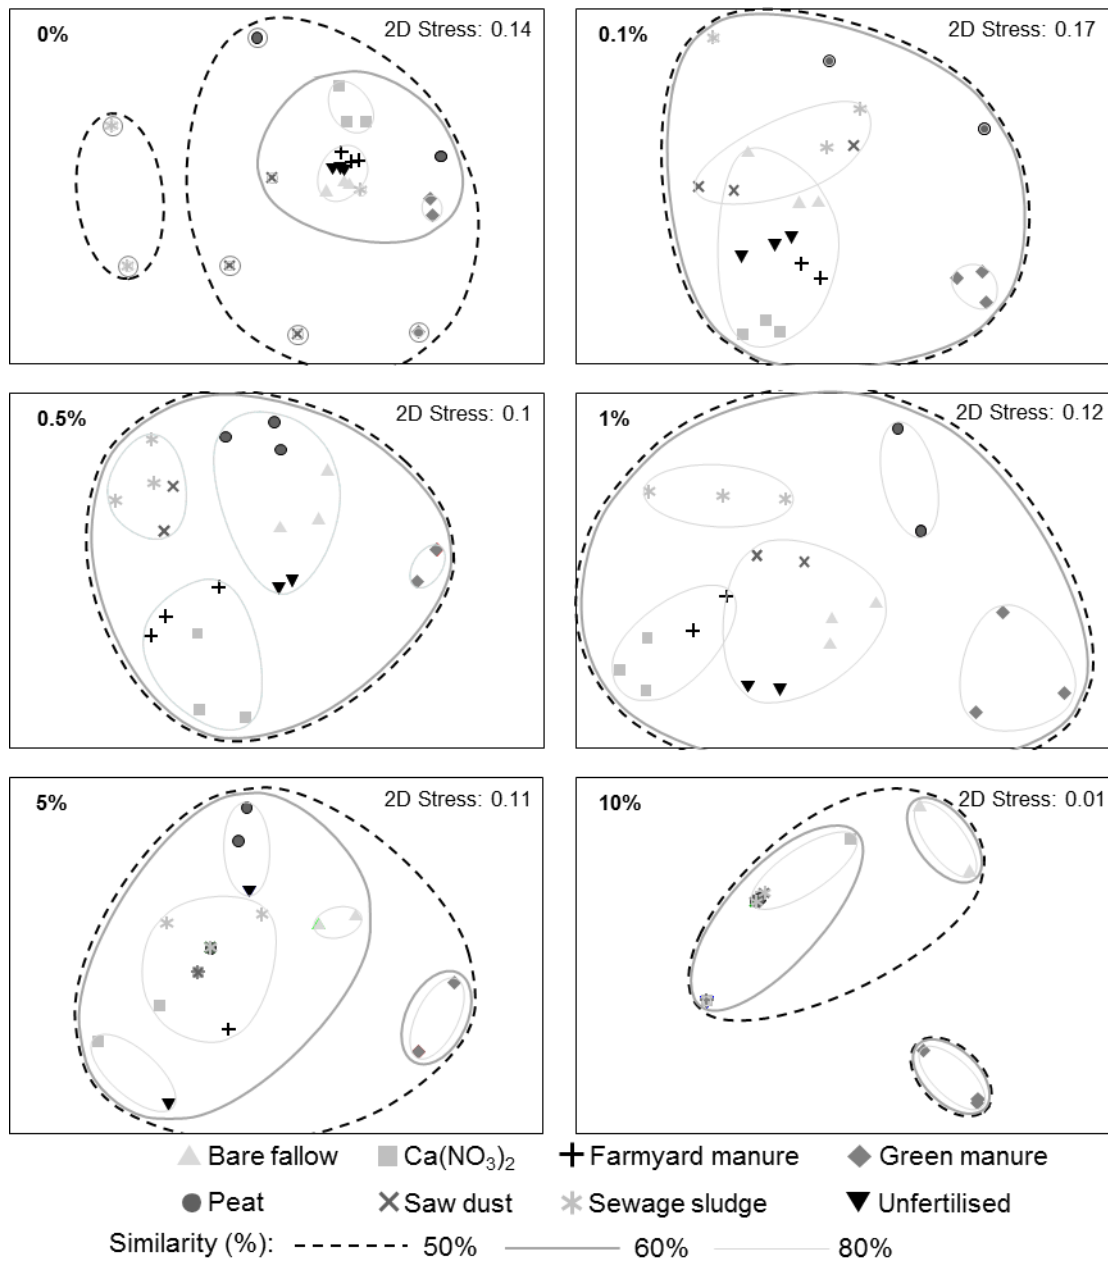 0%
2D Stress: 0.14
0.1%
2D Stress: 0.17
0.5%
2D Stress: 0.1
1%
2D Stress: 0.12
5%
2D Stress: 0.11
10%
2D Stress: 0.01
Bare fallow Ca(NO₃)₂ Farmyard manure Green manure
Peat Saw dust Sewage sludge Unfertilised
Similarity (%): 50% 60% 80%